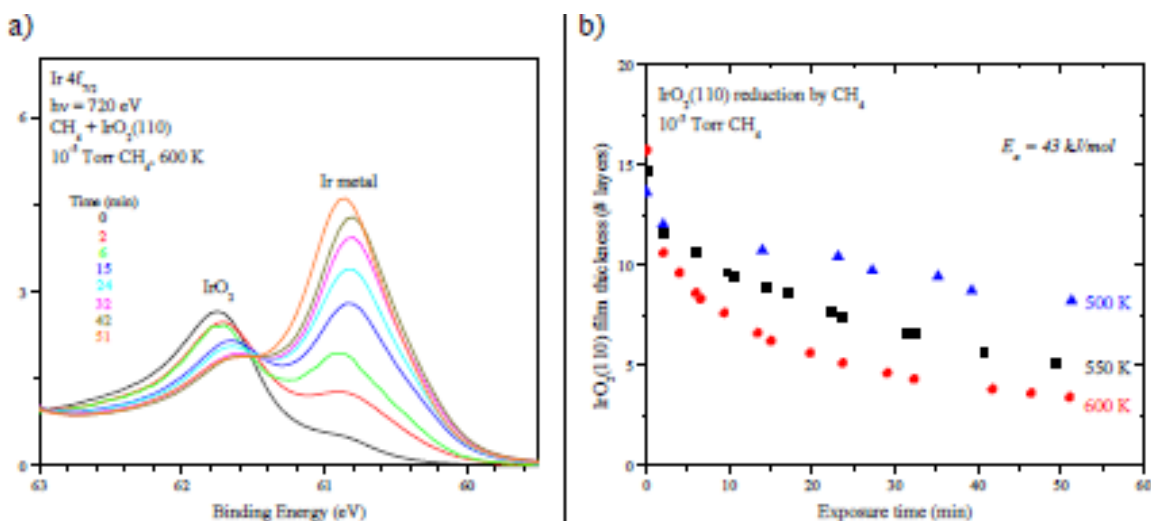 a)
Ir 4f7/2
hν = 720 eV
CH4 + IrO2(110)
10-5 Torr CH4, 600 K
Time (min)
0
2
6
15
24
32
42
51
IrO2
Ir metal
6
3
0
63
62
61
60
Binding Energy (eV)
b)
IrO2(110) reduction by CH4
10-5 Torr CH4
Ea = 43 kJ/mol
500 K
550 K
600 K
20
15
10
5
0
IrO2(110) film thickness (# layers)
0
10
20
30
40
50
60
Exposure time (min)